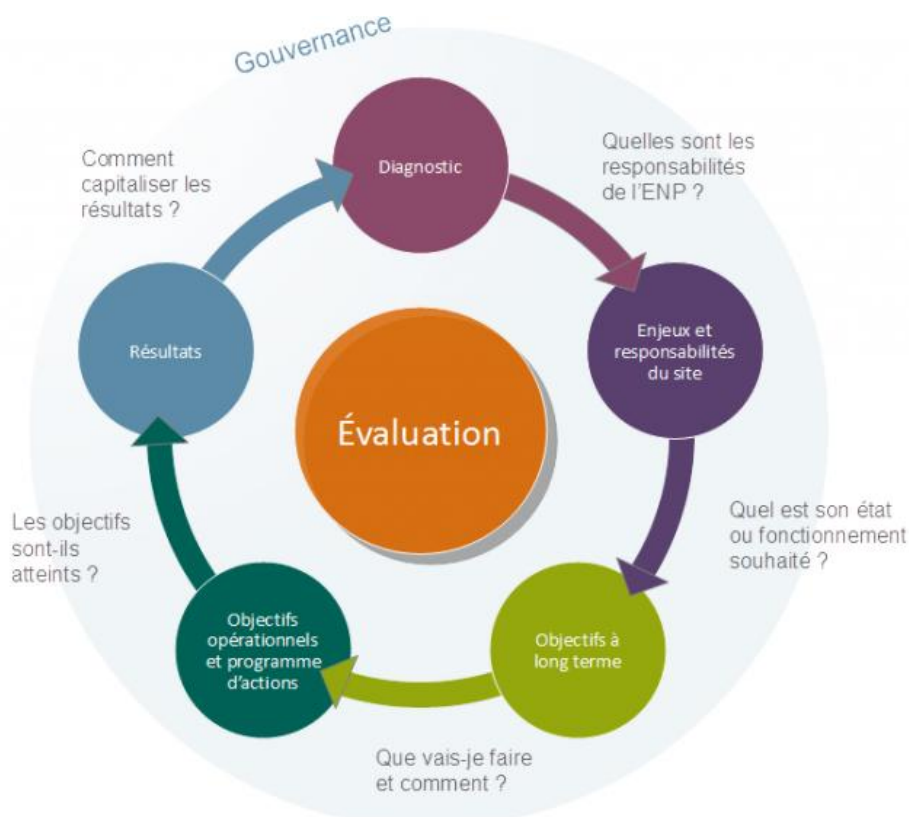 Gouvernance
Diagnostic
Quelles sont les
responsabilités
de l'ENP ?
Enjeux et
responsabilités
du site
Quel est son état
ou fonctionnement
souhaité ?
Objectifs à
long terme
Que vais-je faire
et comment ?
Objectifs
opérationnels
et programme
d'actions
Les objectifs
sont-ils
atteints ?
Résultats
Comment
capitaliser les
résultats ?
Évaluation